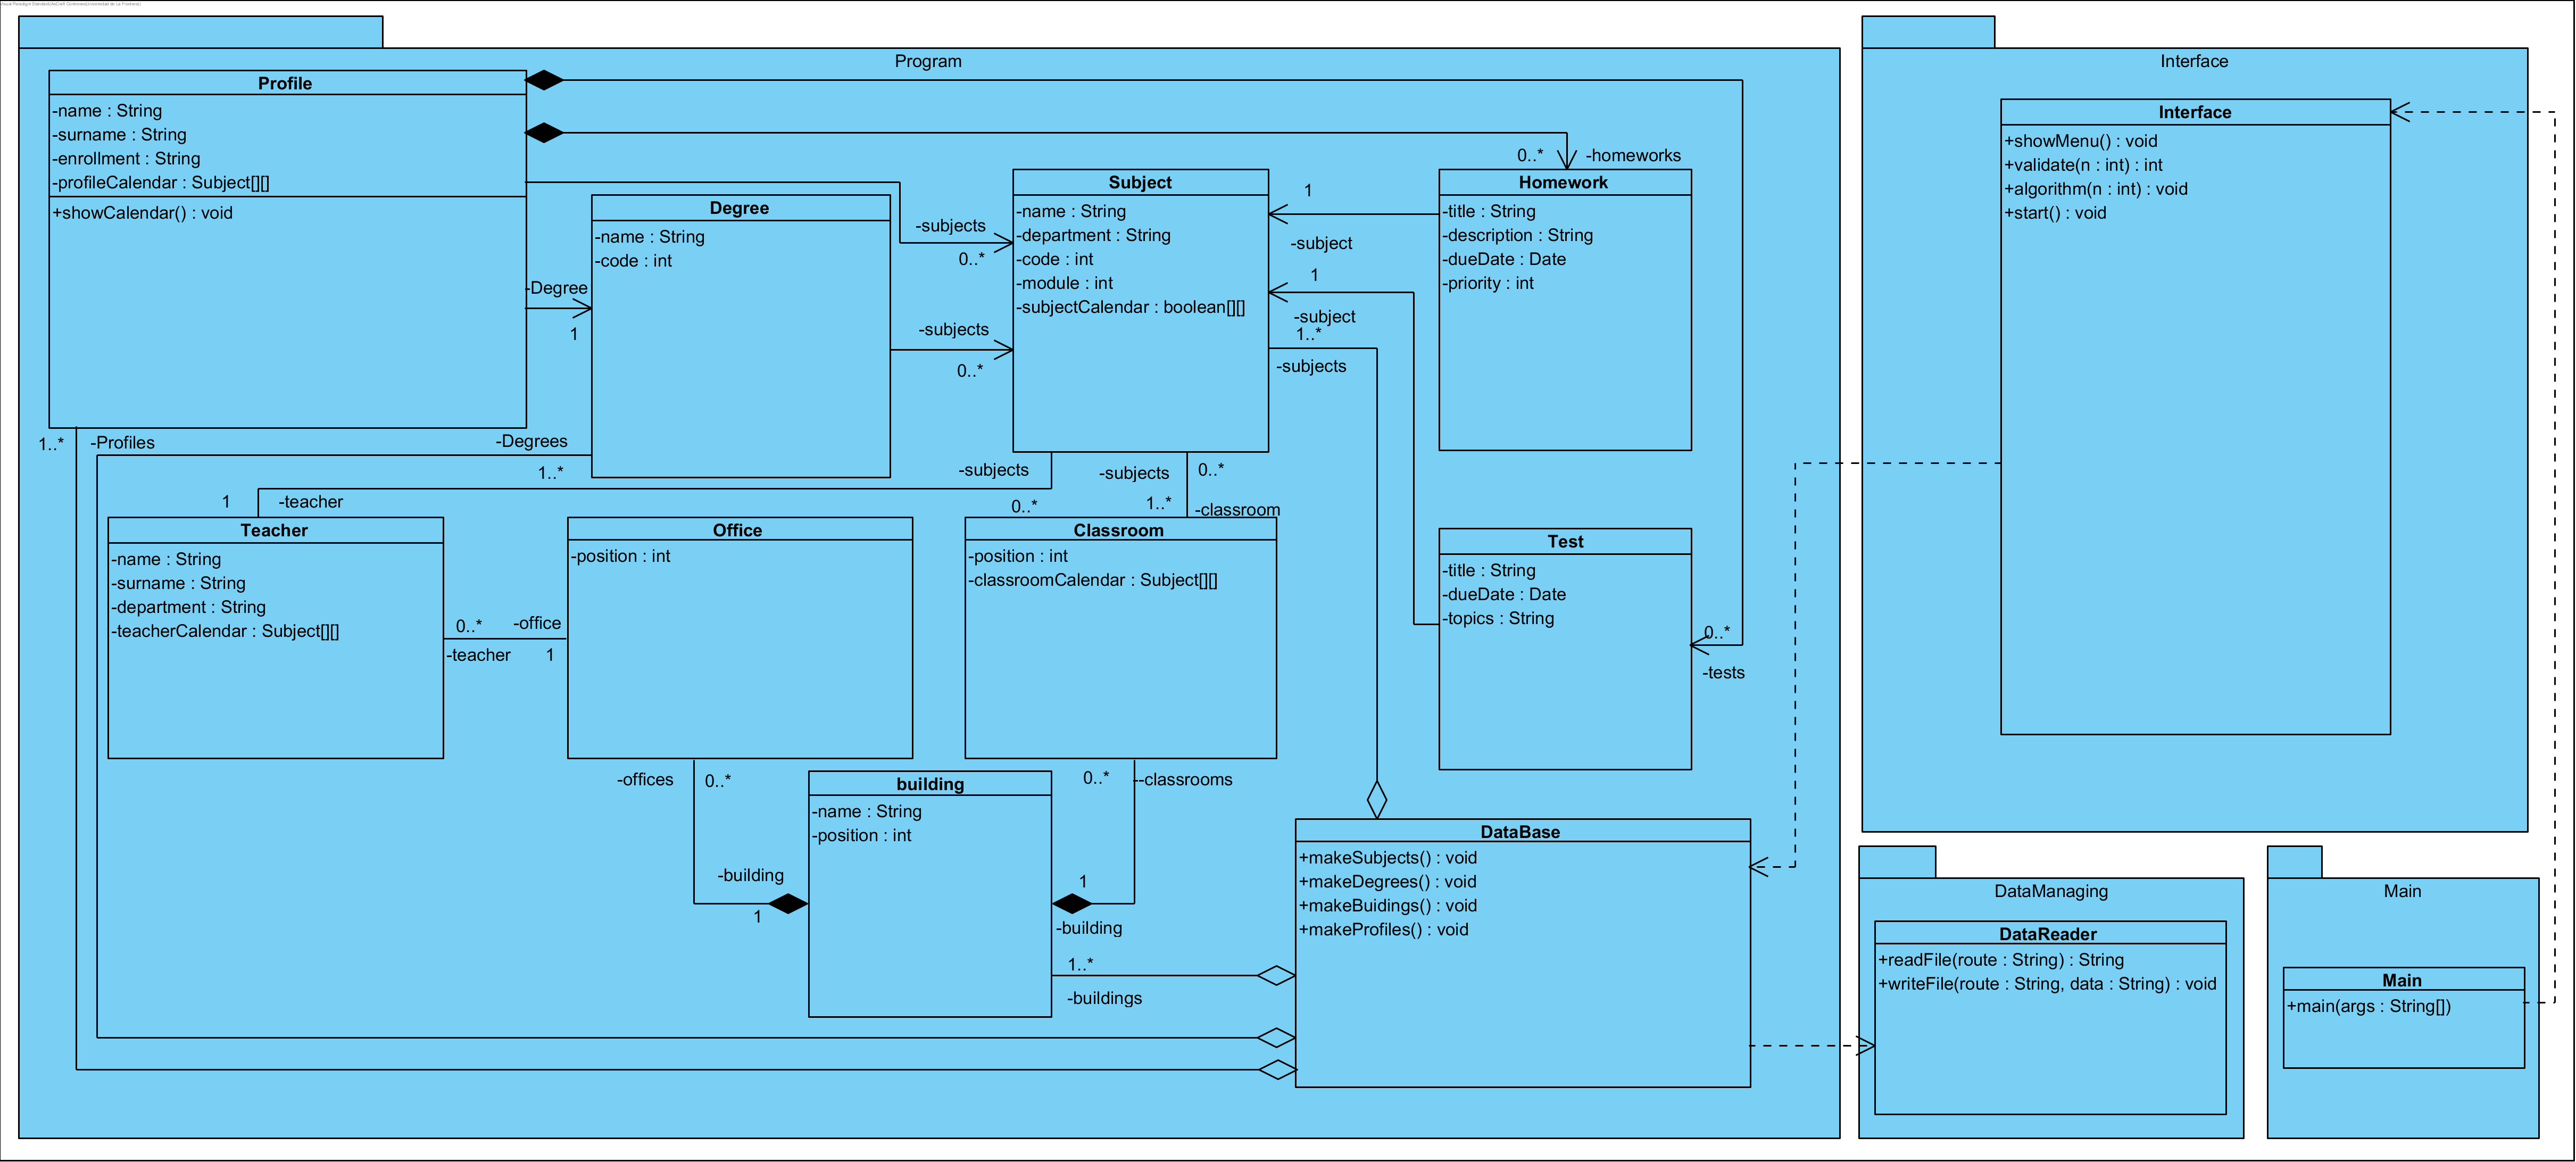 Program
Profile
-name : String
-surname : String
-enrollment : String
-profileCalendar : Subject[][]
+showCalendar() : void
0..*
-homeworks
-subjects
0..*
-Degree
1
Degree
-name : String
-code : int
-subjects
0..*
Subject
-name : String
-department : String
-code : int
-module : int
-subjectCalendar : boolean[][]
1
-subject
1
-subject
1..*
-subjects
Homework
-title : String
-description : String
-dueDate : Date
-priority : int
1..*
-Profiles
-Degrees
1..*
-subjects
0..*
-subjects
0..*
1..*
-classroom
1
-teacher
Teacher
-name : String
-surname : String
-department : String
-teacherCalendar : Subject[][]
0..*
-office
-teacher
1
Office
-position : int
Classroom
-position : int
-classroomCalendar : Subject[][]
Test
-title : String
-dueDate : Date
-topics : String
0..*
-tests
-offices
0..*
0..*
--classrooms
building
-name : String
-position : int
-building
1
1
-building
1..*
-buildings
DataBase
+makeSubjects() : void
+makeDegrees() : void
+makeBuidings() : void
+makeProfiles() : void
Interface
Interface
+showMenu() : void
+validate(n : int) : int
+algorithm(n : int) : void
+start() : void
DataManaging
DataReader
+readFile(route : String) : String
+writeFile(route : String, data : String) : void
Main
Main
+main(args : String[])